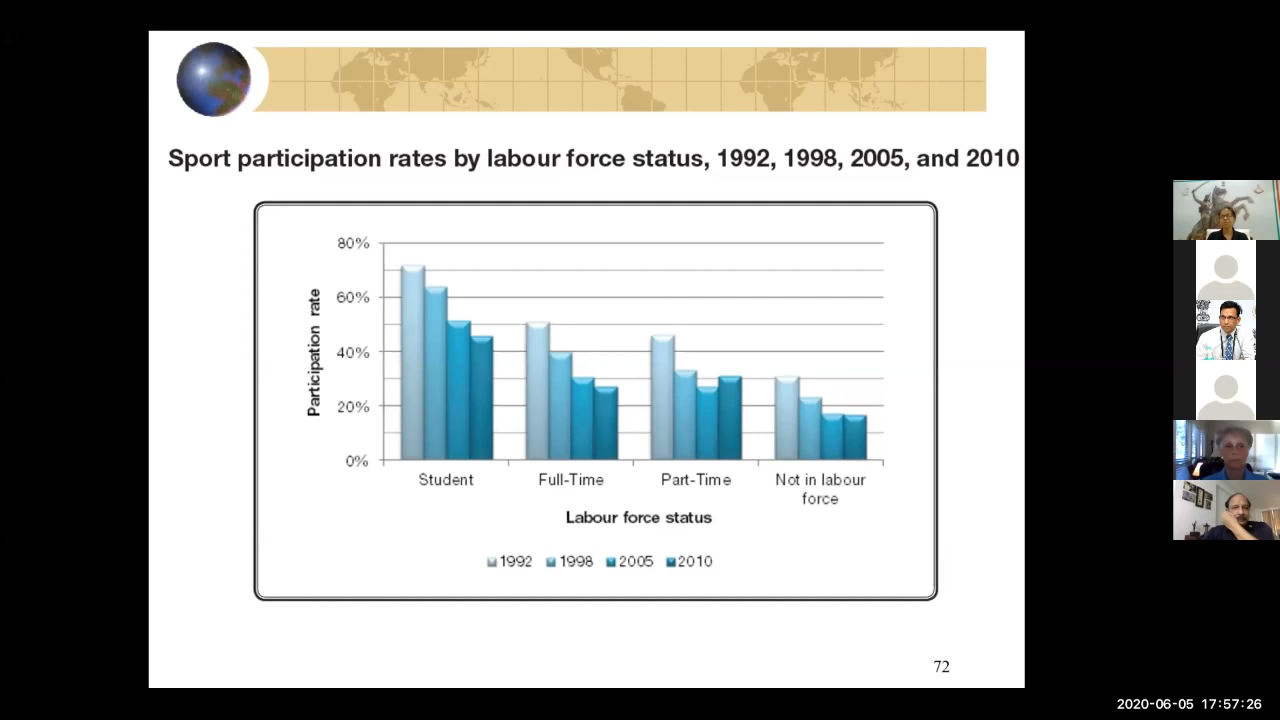 Sport participation rates by labour force status, 1992, 1998, 2005, and 2010
80%
60%
40%
20%
0%
Participation rate
Student
Full-Time
Part-Time
Not in labour
force
Labour force status
1992 1998 2005 2010
72
2020-06-05 17:57:26